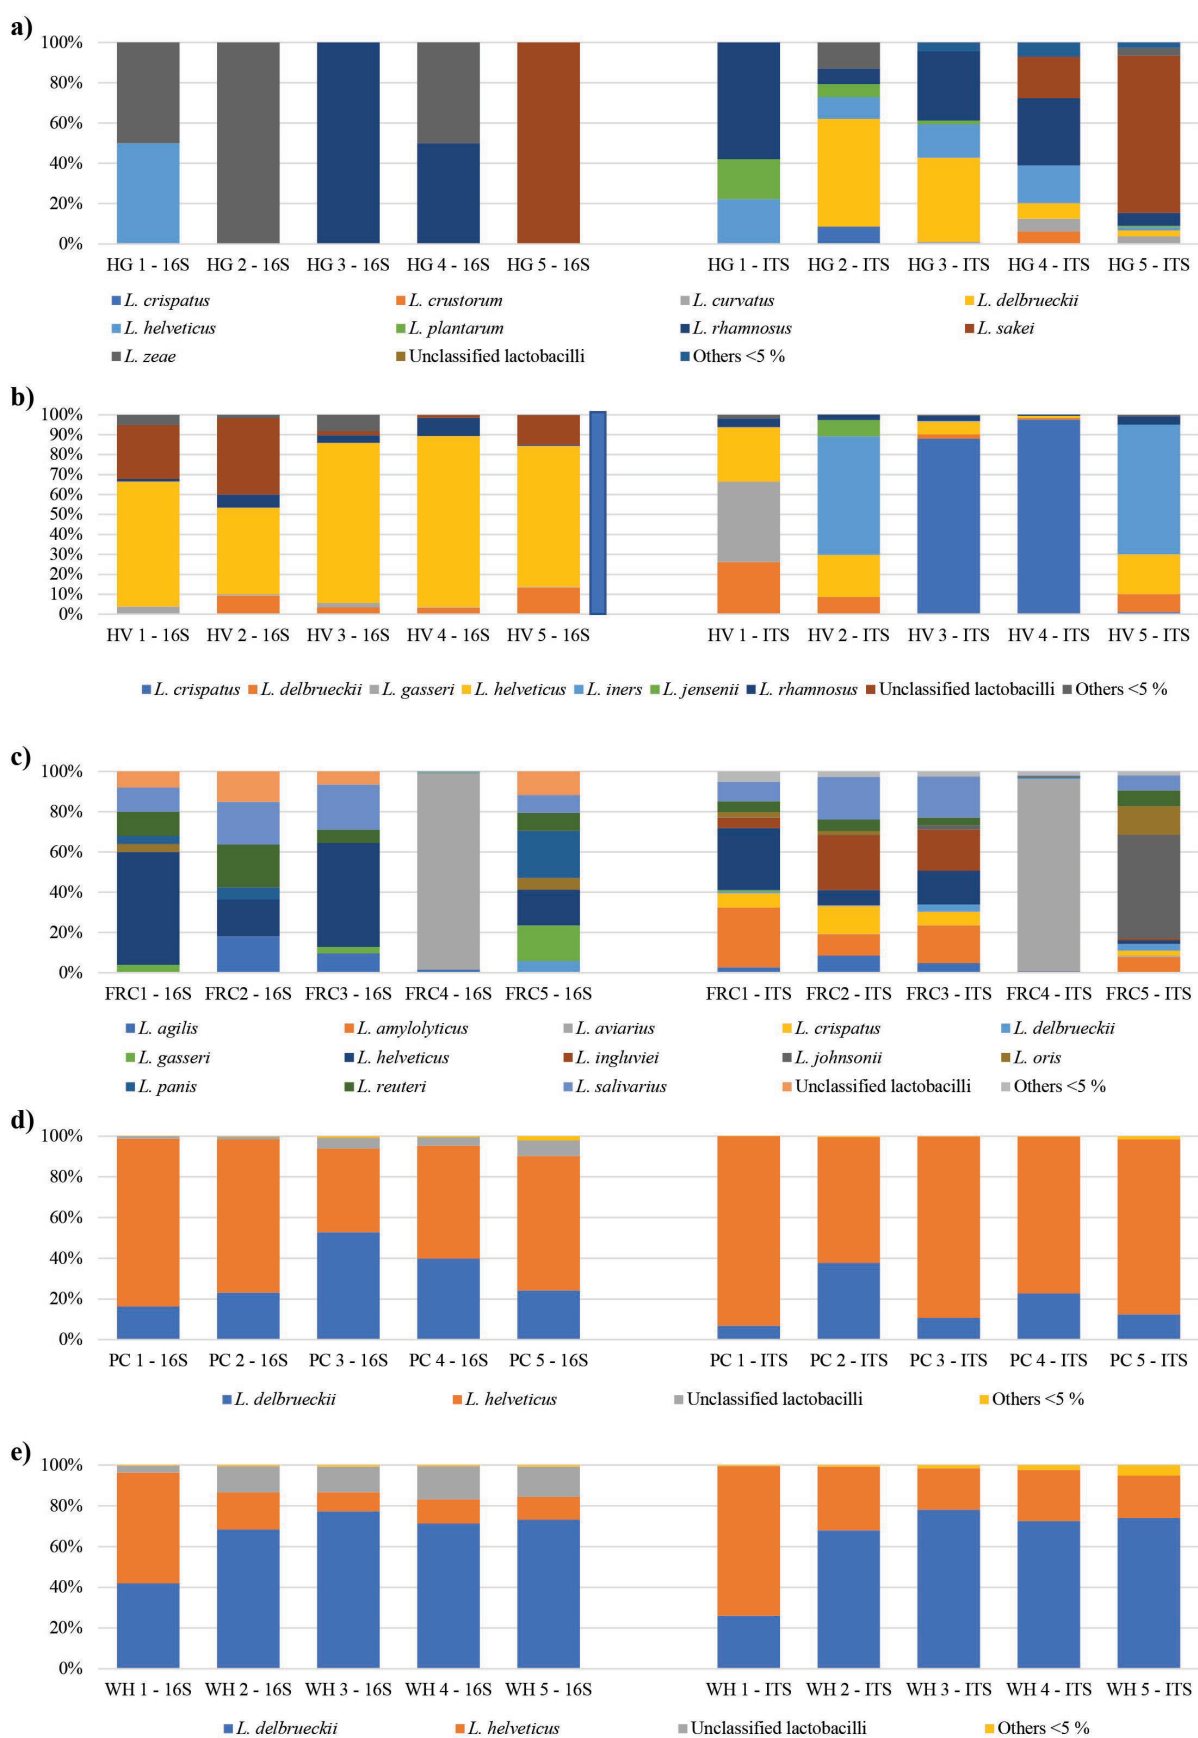 a)
100%
80%
60%
40%
20%
0%
HG 1 - 16S HG 2 - 16S HG 3 - 16S HG 4 - 16S HG 5 - 16S HG 1 - ITS HG 2 - ITS HG 3 - ITS HG 4 - ITS HG 5 - ITS
L. crispatus L. crustorum L. curvatus L. delbrueckii
L. helveticus L. plantarum L. rhamnosus L. sakei
L. zeae Unclassified lactobacilli Others <5 %
b)
100%
90%
80%
70%
60%
50%
40%
30%
20%
10%
0%
HV 1 - 16S HV 2 - 16S HV 3 - 16S HV 4 - 16S HV 5 - 16S HV 1 - ITS HV 2 - ITS HV 3 - ITS HV 4 - ITS HV 5 - ITS
L. crispatus L. delbrueckii L. gasseri L. helveticus L. iners L. jensenii L. rhamnosus Unclassified lactobacilli Others <5 %
c)
100%
80%
60%
40%
20%
0%
FRC1 - 16S FRC2 - 16S FRC3 - 16S FRC4 - 16S FRC5 - 16S FRC1 - ITS FRC2 - ITS FRC3 - ITS FRC4 - ITS FRC5 - ITS
L. agilis L. amylolyticus L. aviarius L. crispatus L. delbrueckii
L. gasseri L. helveticus L. ingluviei L. johnsonii L. oris
L. panis L. reuteri L. salivarius Unclassified lactobacilli Others <5 %
d)
100%
80%
60%
40%
20%
0%
PC 1 - 16S PC 2 - 16S PC 3 - 16S PC 4 - 16S PC 5 - 16S PC 1 - ITS PC 2 - ITS PC 3 - ITS PC 4 - ITS PC 5 - ITS
L. delbrueckii L. helveticus Unclassified lactobacilli Others <5 %
e)
100%
80%
60%
40%
20%
0%
WH 1 - 16S WH 2 - 16S WH 3 - 16S WH 4 - 16S WH 5 - 16S WH 1 - ITS WH 2 - ITS WH 3 - ITS WH 4 - ITS WH 5 - ITS
L. delbrueckii L. helveticus Unclassified lactobacilli Others <5 %